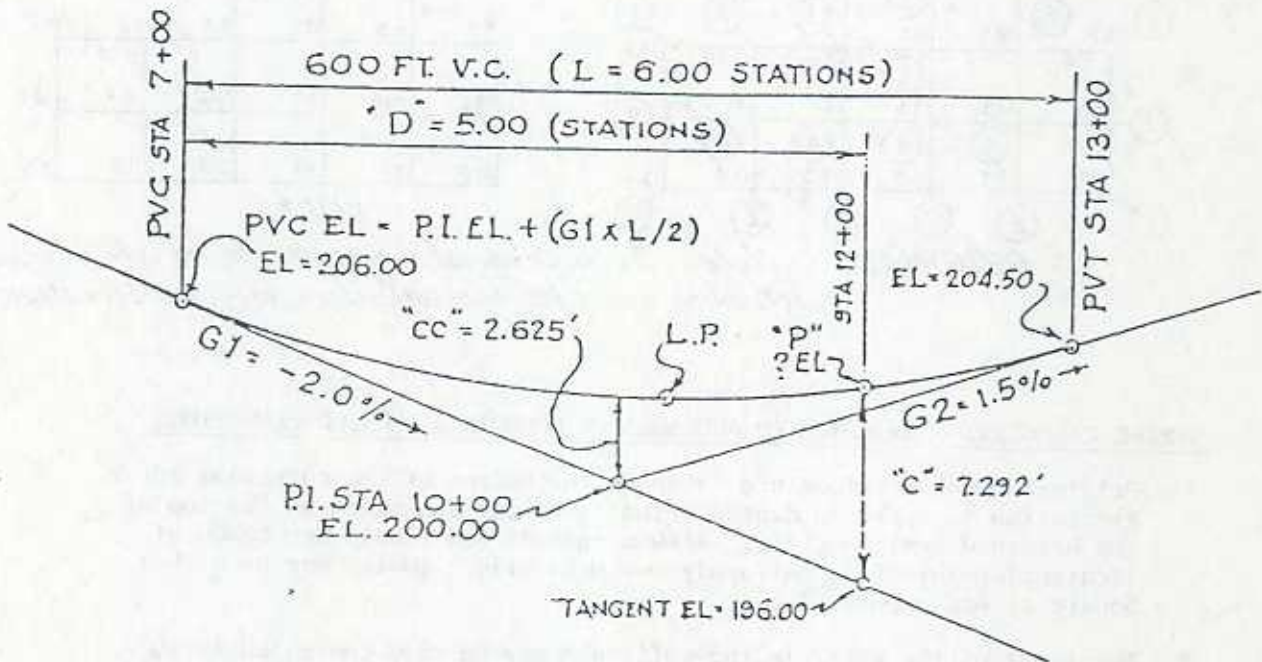 600 FT. V.C. ( L = 6.00 STATIONS)
"D" = 5.00 (STATIONS)
PVC STA 7+00
PVT STA 13+00
STA 12+00
PVC EL = P.I. EL. + (G1 x L/2)
EL = 206.00
EL = 204.50
"CC" = 2.625'
L.P.
"P"
? EL
G1 = -2.0%
G2 = 1.5%
P.I. STA 10+00
EL. 200.00
"C" = 7.292'
TANGENT EL = 196.00